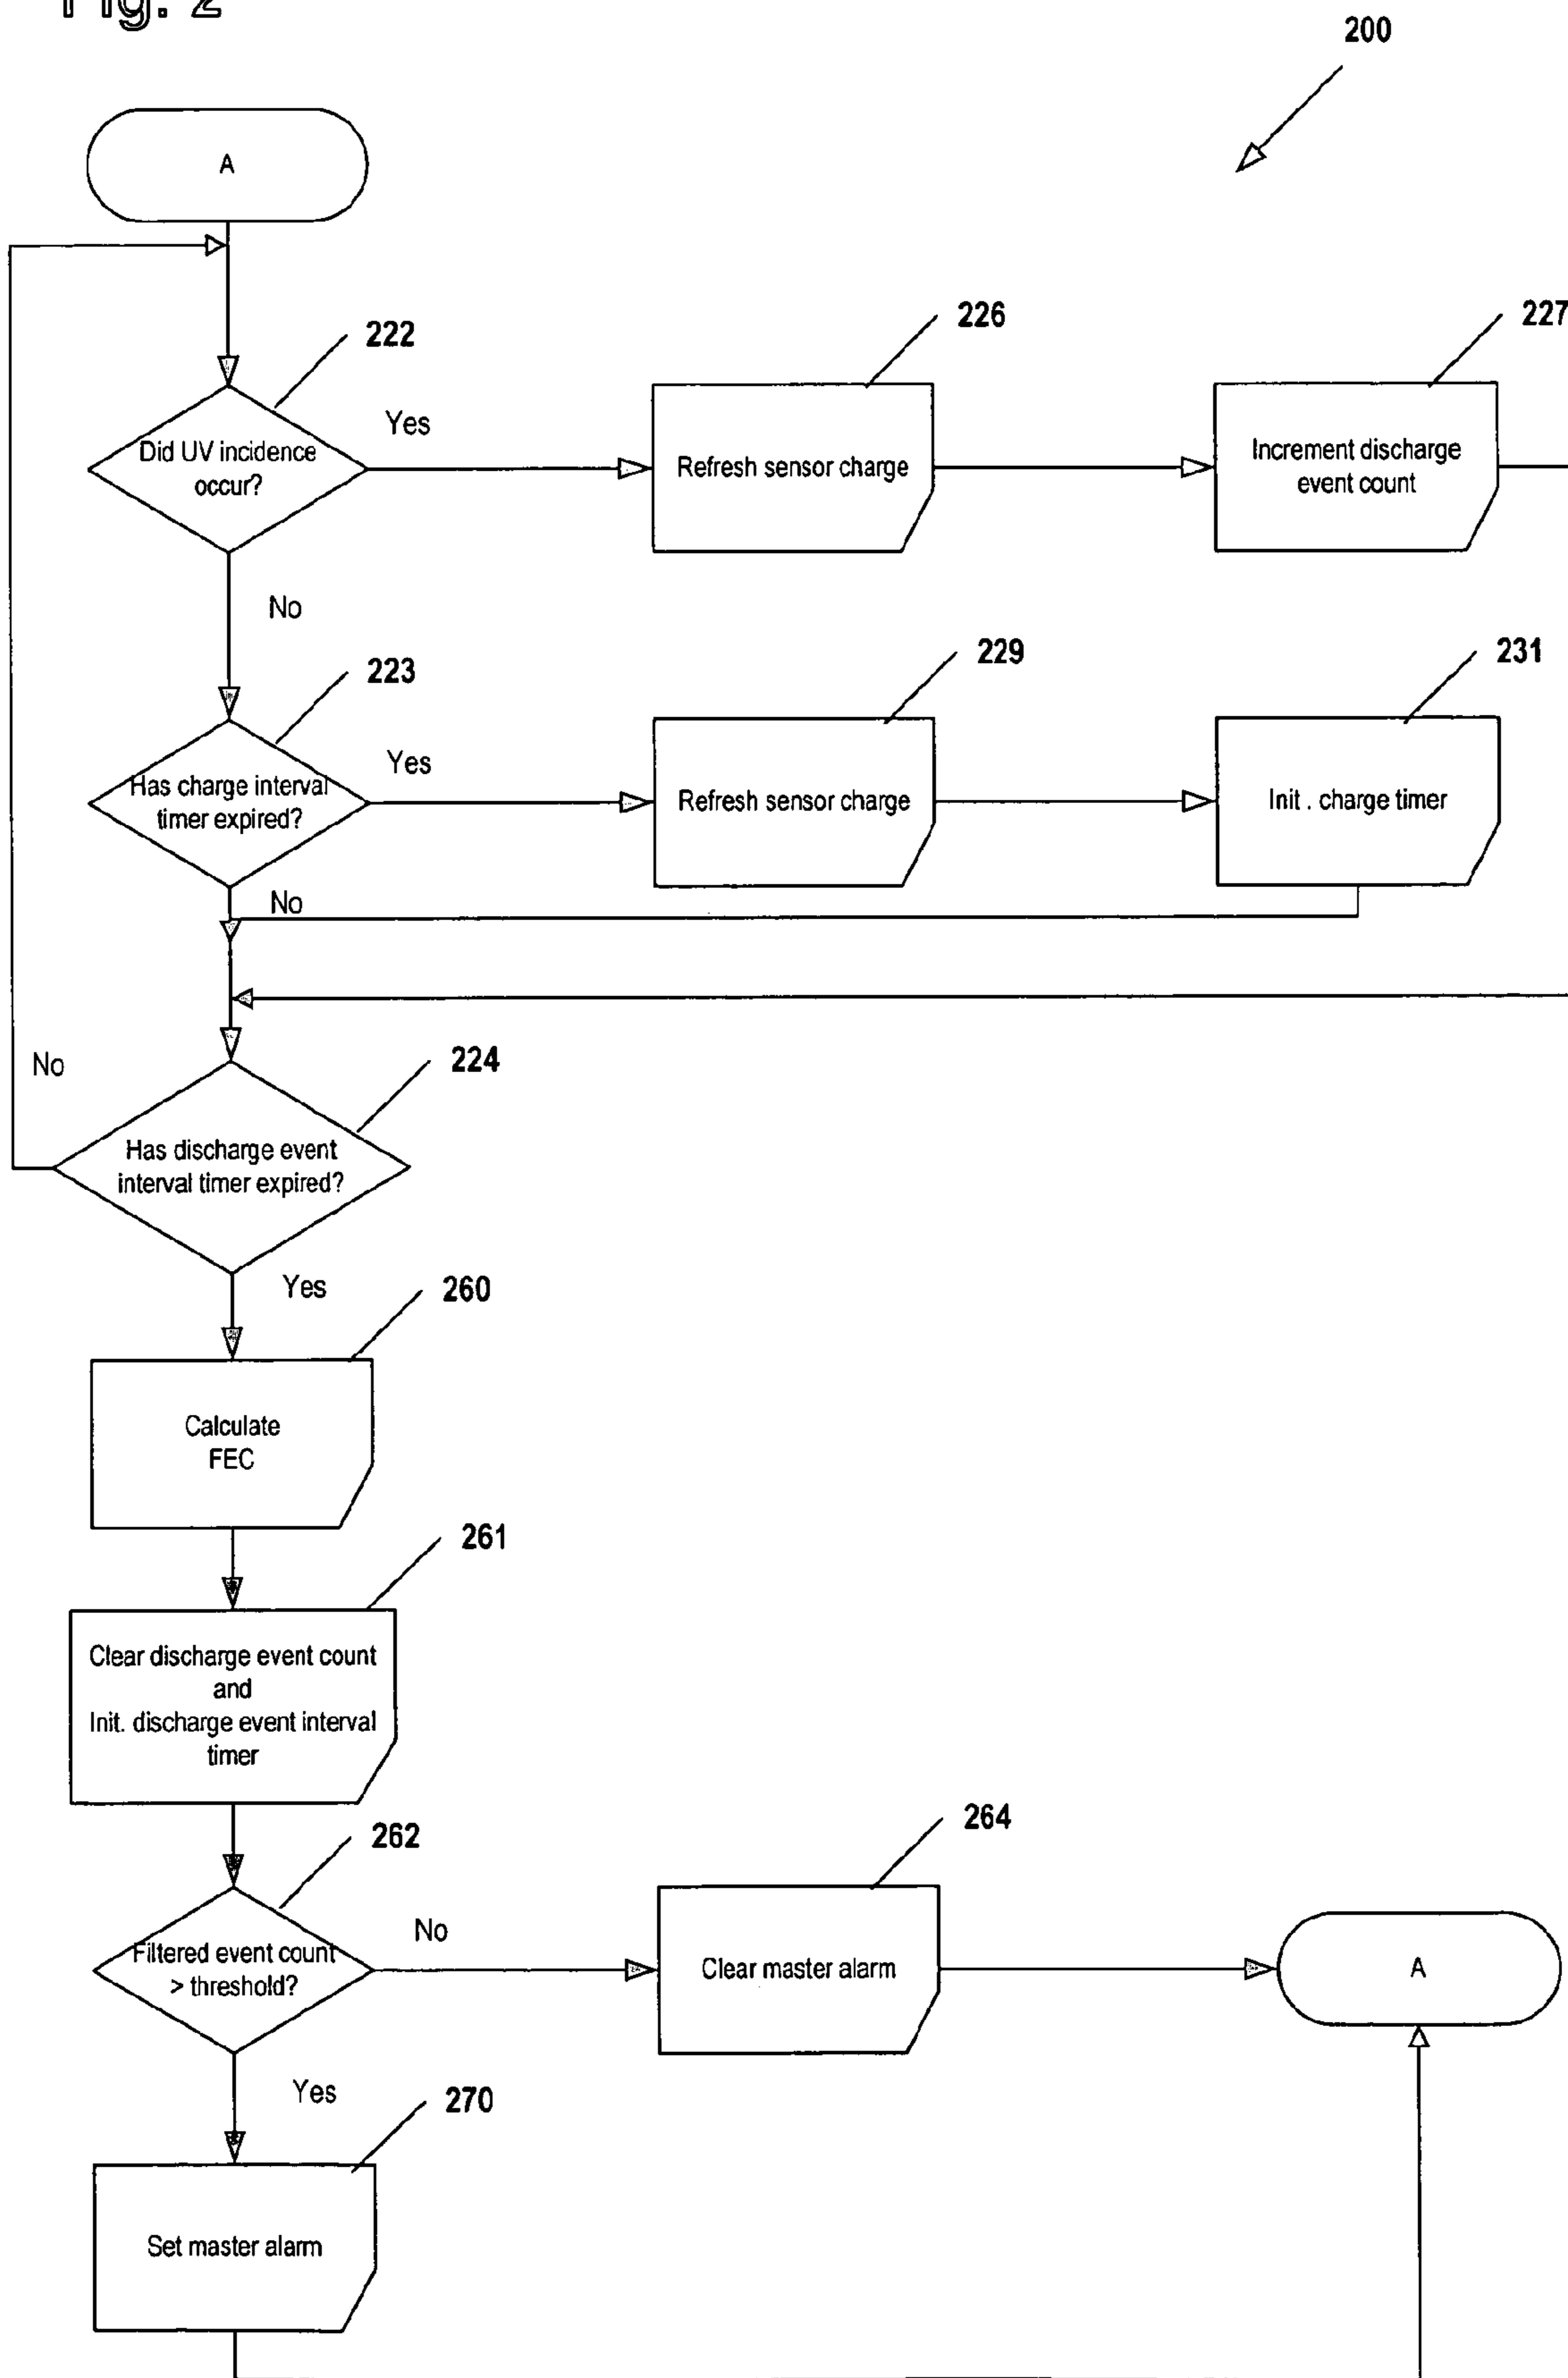 Fig. 2
200
A
222
226
227
Yes
Did UV incidence
occur?
Refresh sensor charge
Increment discharge
event count
No
223
229
231
Yes
Has charge interval
timer expired?
Refresh sensor charge
Init . charge timer
No
No
224
Has discharge event
interval timer expired?
Yes
260
Calculate
FEC
261
Clear discharge event count
and
Init. discharge event interval
timer
262
264
No
Filtered event count
> threshold?
Clear master alarm
A
Yes
270
Set master alarm